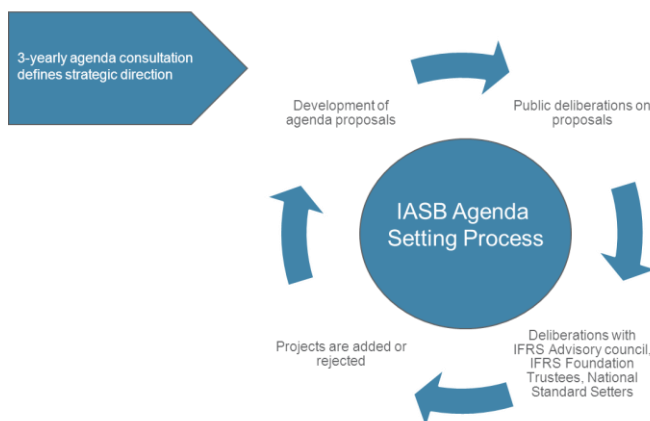 3-yearly agenda consultation
defines strategic direction
Development of
agenda proposals
Public deliberations on
proposals
IASB Agenda
Setting Process
Projects are added or
rejected
Deliberations with
IFRS Advisory council,
IFRS Foundation
Trustees, National
Standard Setters